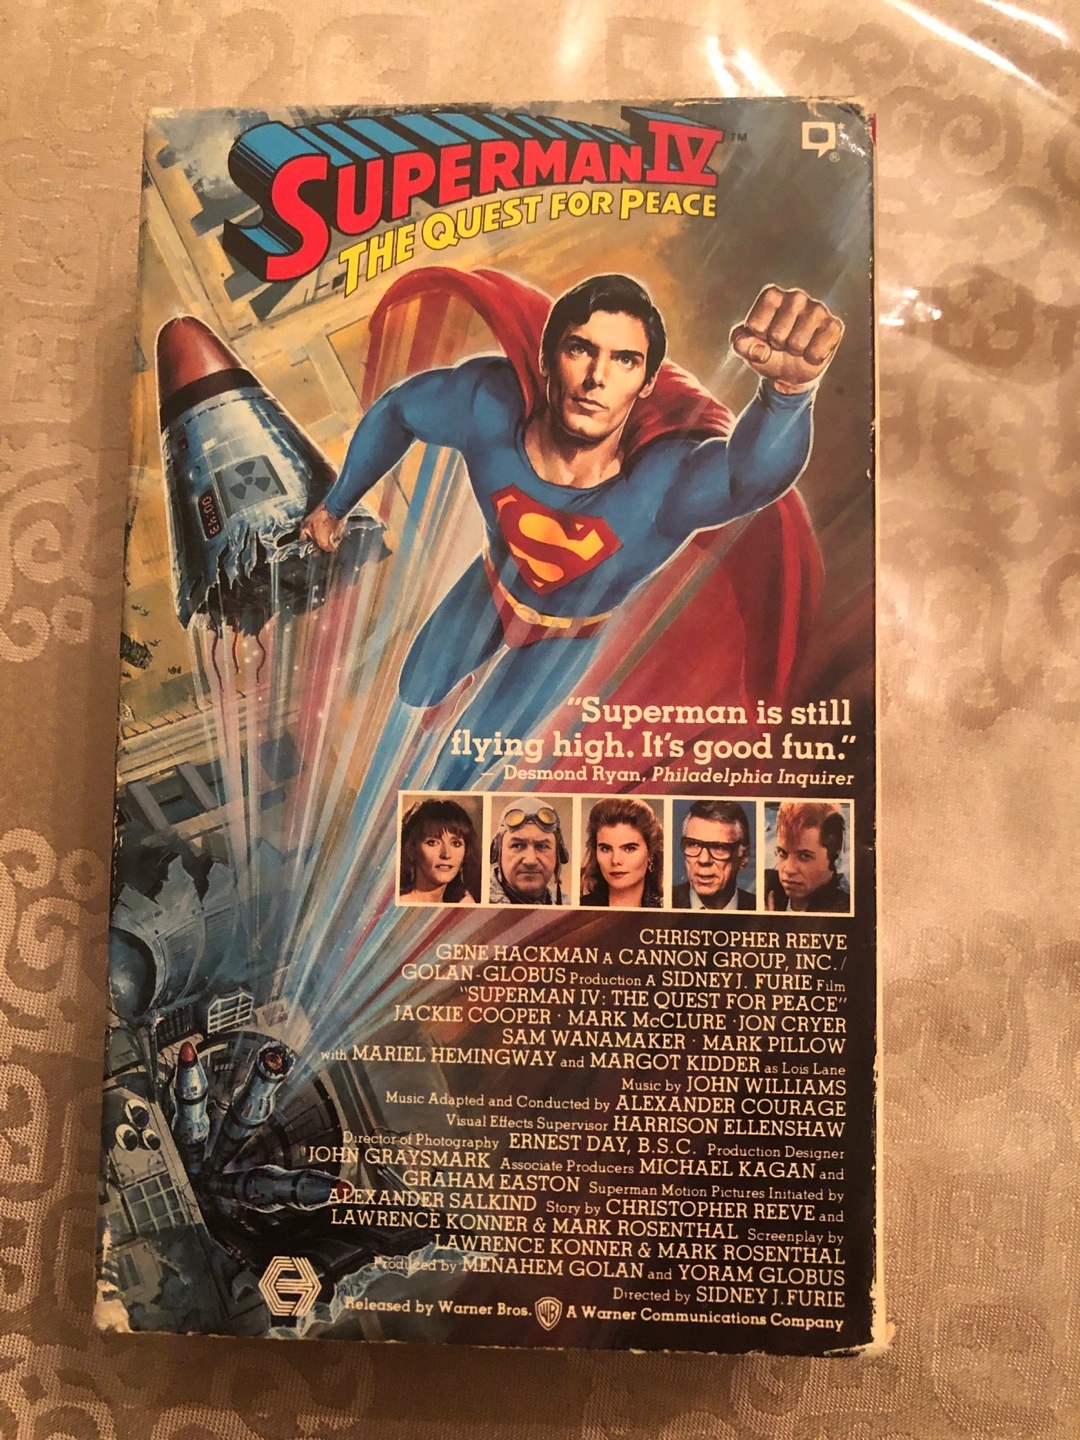 SUPERMAN IV ™
THE QUEST FOR PEACE
"Superman is still
flying high. It's good fun."
— Desmond Ryan, Philadelphia Inquirer
CHRISTOPHER REEVE
GENE HACKMAN A CANNON GROUP, INC./
GOLAN-GLOBUS Production A SIDNEY J. FURIE Film
"SUPERMAN IV: THE QUEST FOR PEACE"
JACKIE COOPER · MARK McCLURE · JON CRYER
SAM WANAMAKER · MARK PILLOW
with MARIEL HEMINGWAY and MARGOT KIDDER as Lois Lane
Music by JOHN WILLIAMS
Music Adapted and Conducted by ALEXANDER COURAGE
Visual Effects Supervisor HARRISON ELLENSHAW
Director of Photography ERNEST DAY, B.S.C. Production Designer
JOHN GRAYSMARK Associate Producers MICHAEL KAGAN and
GRAHAM EASTON Superman Motion Pictures Initiated by
ALEXANDER SALKIND Story by CHRISTOPHER REEVE and
LAWRENCE KONNER & MARK ROSENTHAL Screenplay by
LAWRENCE KONNER & MARK ROSENTHAL
Produced by MENAHEM GOLAN and YORAM GLOBUS
Directed by SIDNEY J. FURIE
Released by Warner Bros. WB A Warner Communications Company